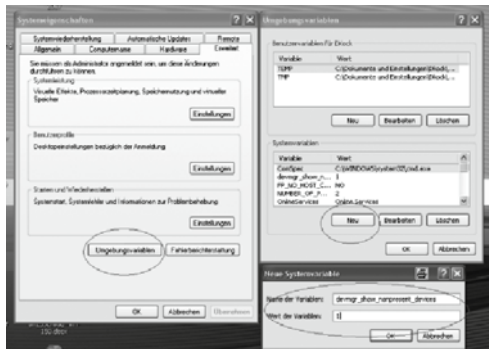 Systemeigenschaften
Systemwiederherstellung
Automatische Updates
Remote
Allgemein
Computername
Hardware
Erweitert
Sie müssen als Administrator angemeldet sein, um diese Änderungen
durchführen zu können.
Systemleistung
Visuelle Effekte, Prozessorzeitplanung, Speichernutzung und virtueller
Speicher
Einstellungen
Benutzerprofile
Desktopeinstellungen bezüglich der Anmeldung
Einstellungen
Starten und Wiederherstellen
Systemstart, Systemfehler und Informationen zur Problembehebung
Einstellungen
Umgebungsvariablen
Fehlerberichterstattung
OK
Abbrechen
Übernehmen
Umgebungsvariablen
Benutzervariablen für DKock
Variable
Wert
TEMP
C:\Dokumente und Einstellungen\DKock\...
TMP
C:\Dokumente und Einstellungen\DKock\...
Neu
Bearbeiten
Löschen
Systemvariablen
Variable
Wert
ComSpec
C:\WINDOWS\system32\cmd.exe
devmgr_show_n...
1
FP_NO_HOST_C...
NO
NUMBER_OF_P...
2
OnlineServices
Online Services
Neu
Bearbeiten
Löschen
OK
Abbrechen
Neue Systemvariable
Name der Variablen:
devmgr_show_nonpresent_devices
Wert der Variablen:
1
OK
Abbrechen